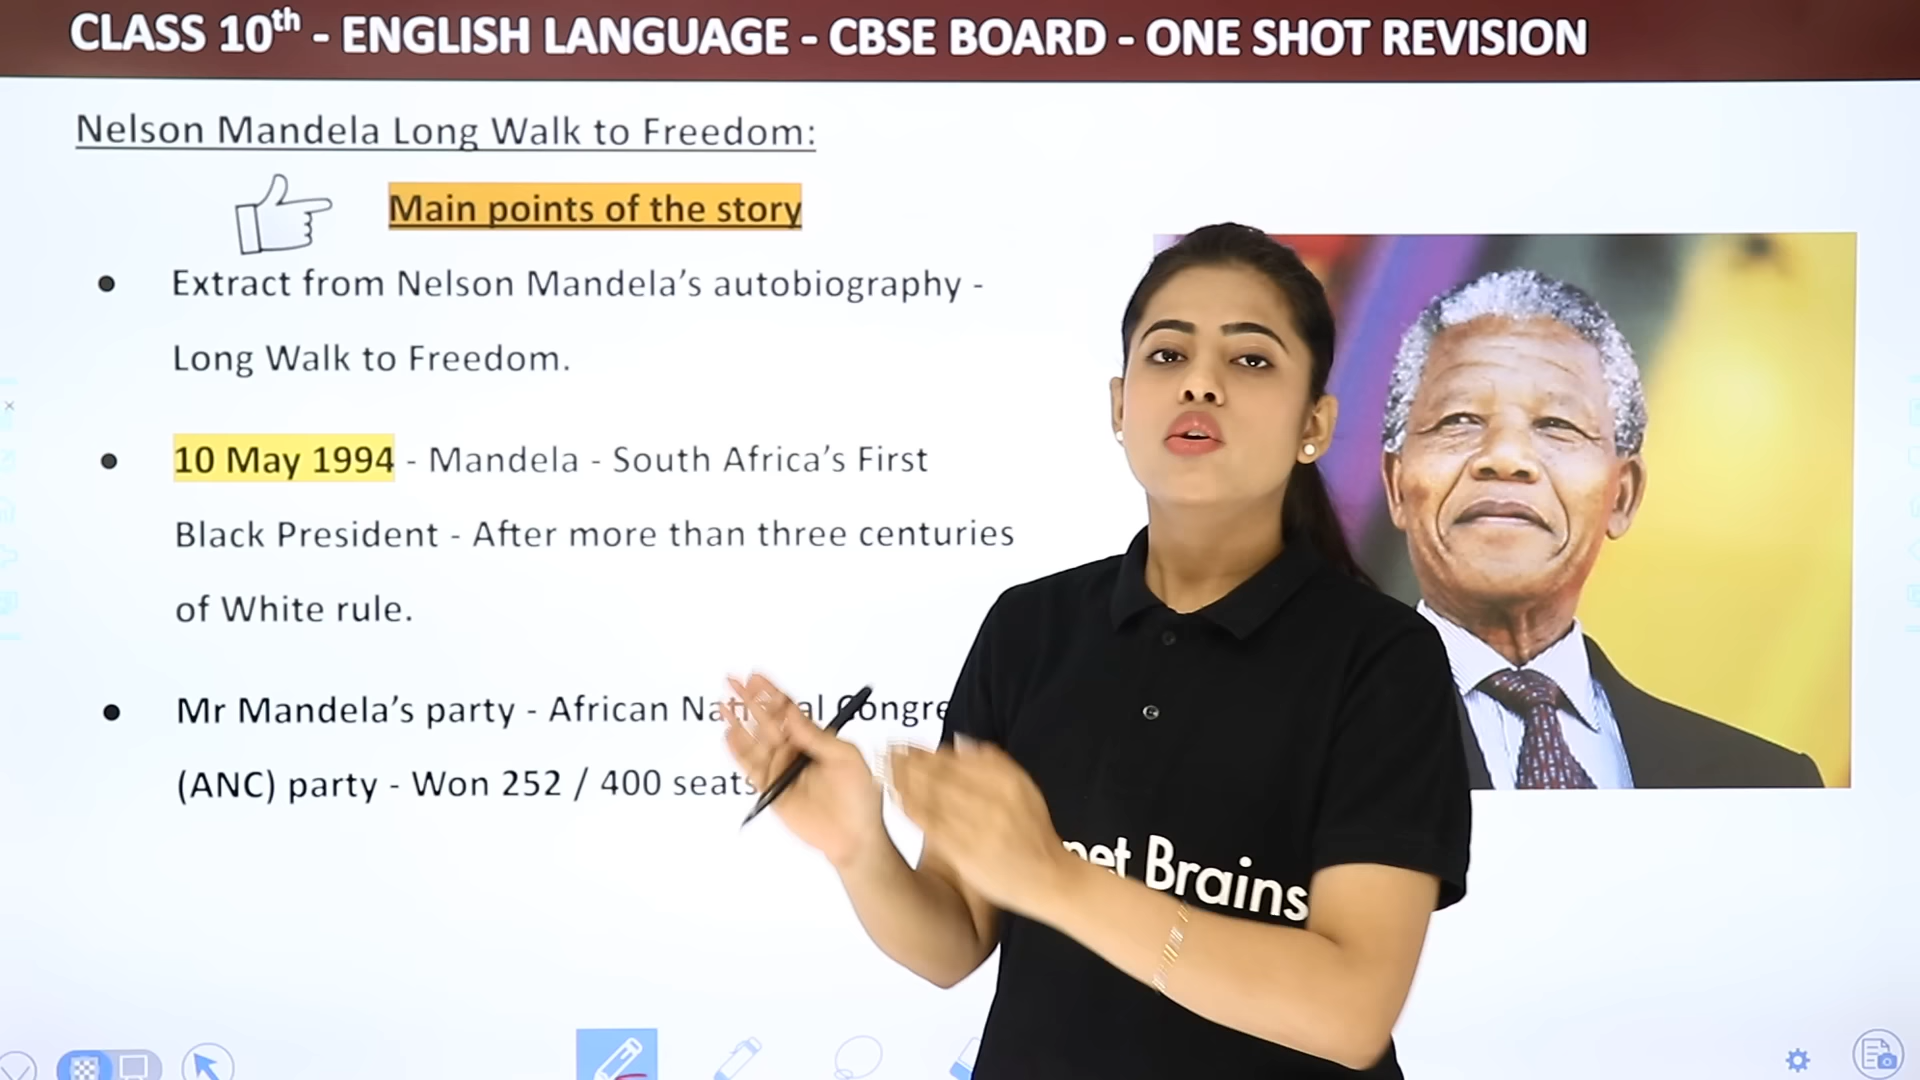 CLASS 10th - ENGLISH LANGUAGE - CBSE BOARD - ONE SHOT REVISION
Nelson Mandela Long Walk to Freedom:
Main points of the story
● Extract from Nelson Mandela’s autobiography -
Long Walk to Freedom.
● 10 May 1994 - Mandela - South Africa’s First
Black President - After more than three centuries
of White rule.
● Mr Mandela’s party - African National Congre
(ANC) party - Won 252 / 400 seats
Brains